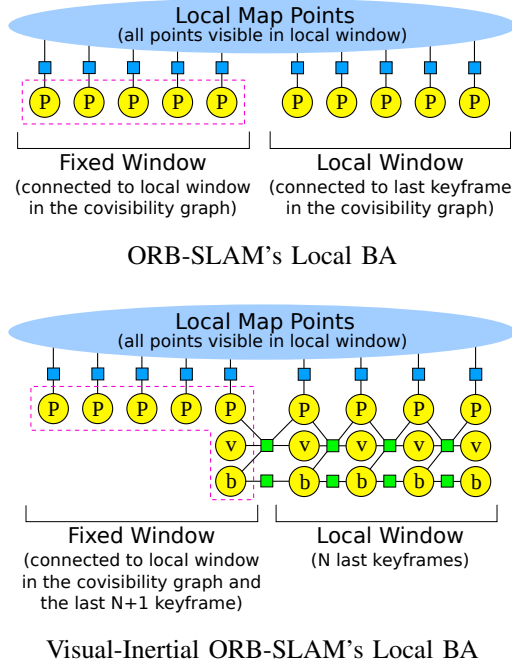 Local Map Points
(all points visible in local window)
P P P P P P P P P P
Fixed Window
(connected to local window
in the covisibility graph)
Local Window
(connected to last keyframe
in the covisibility graph)
ORB-SLAM's Local BA
Local Map Points
(all points visible in local window)
P P P P P P P P P
v v v v v
b b b b b
Fixed Window
(connected to local window
in the covisibility graph and
the last N+1 keyframe)
Local Window
(N last keyframes)
Visual-Inertial ORB-SLAM's Local BA